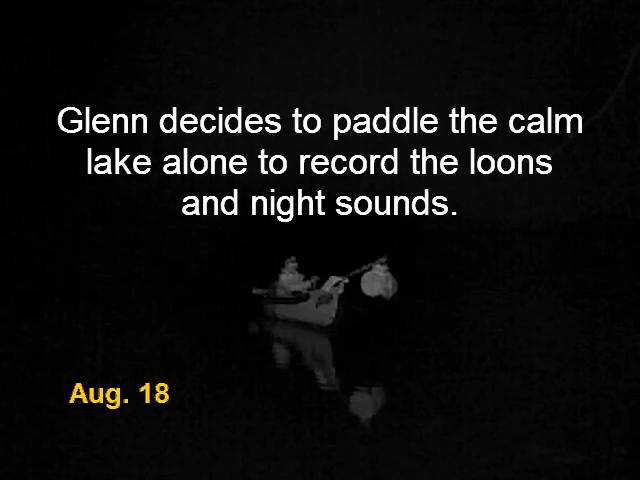 Glenn decides to paddle the calm
lake alone to record the loons
and night sounds.
Aug. 18